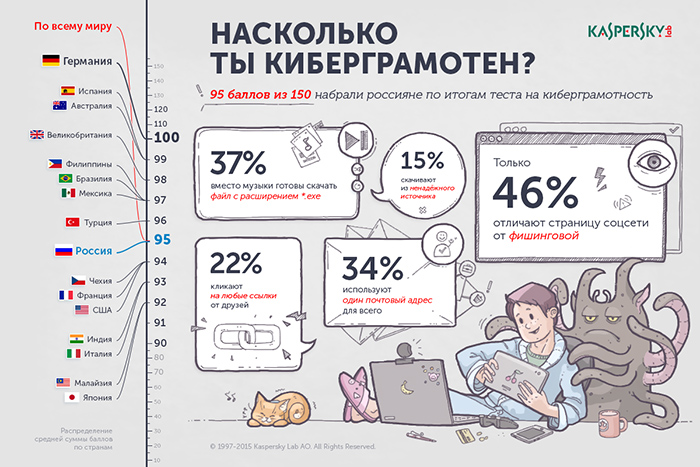 По всему миру
Германия
Испания
Австралия
Великобритания
Филиппины
Бразилия
Мексика
Турция
Россия
Чехия
Франция
США
Индия
Италия
Малайзия
Япония
Распределение
средней суммы баллов
по странам
150
140
130
120
110
100
99
98
97
96
95
94
93
92
91
90
80
70
60
50
40
30
20
10
НАСКОЛЬКО
ТЫ КИБЕРГРАМОТЕН?
KASPERSKY lab
95 баллов из 150 набрали россияне по итогам теста на киберграмотность
37%
вместо музыки готовы скачать
файл с расширением *.exe
15%
скачивают
из ненадёжного
источника
Только
46%
отличают страницу соцсети
от фишинговой
22%
кликают
на любые ссылки
от друзей
34%
используют
один почтовый адрес
для всего
© 1997-2015 Kaspersky Lab AO. All Rights Reserved.